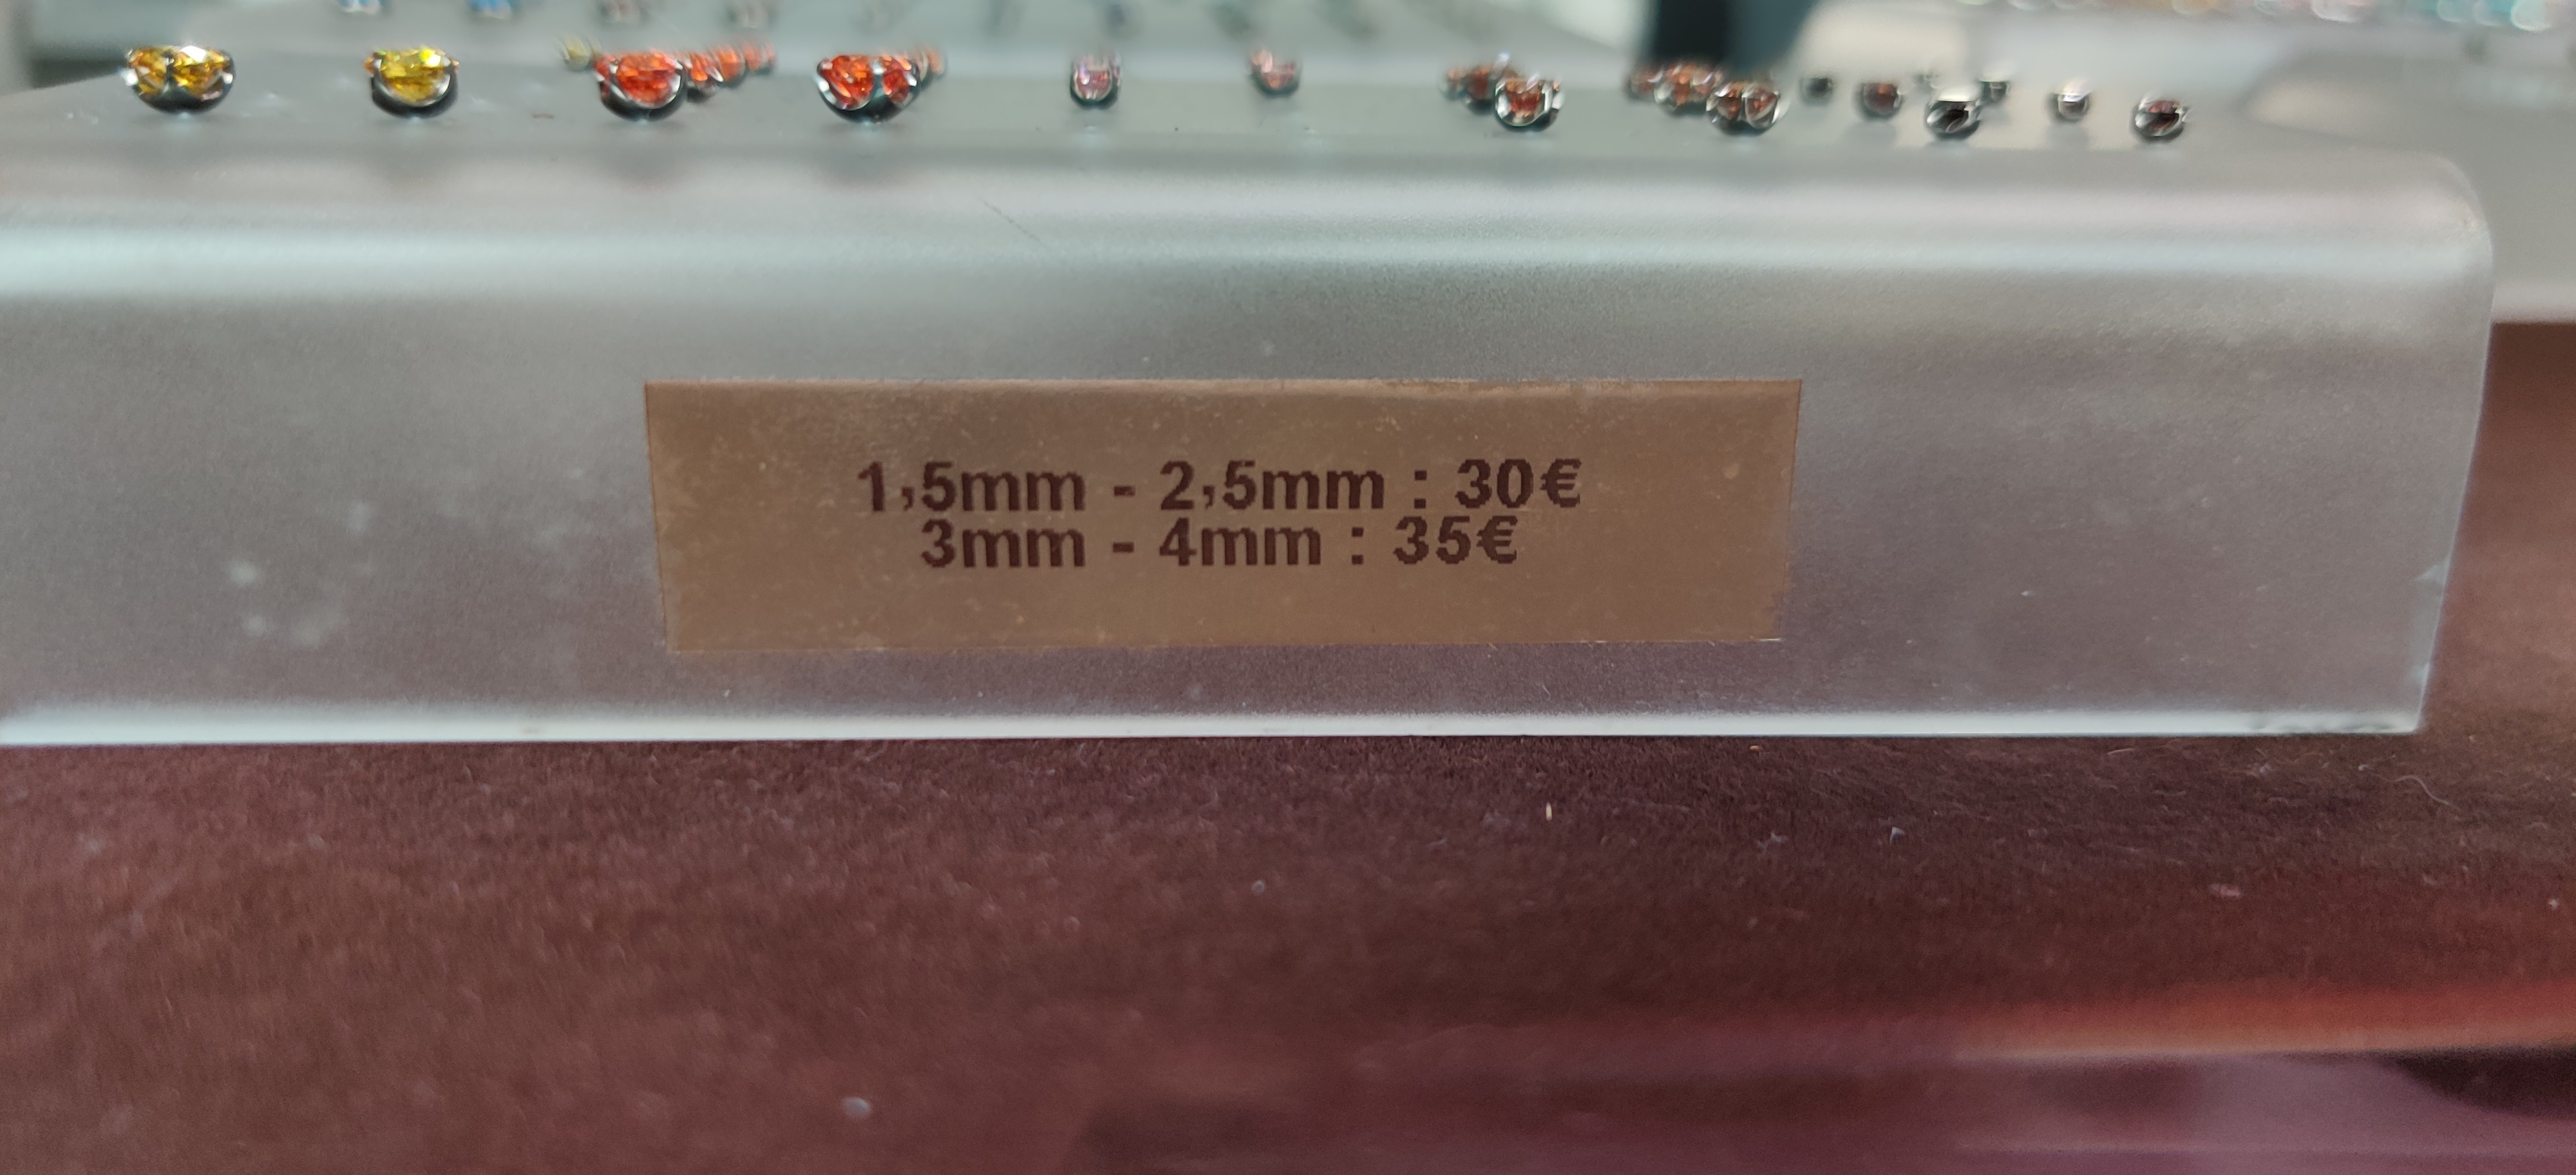 1,5mm - 2,5mm : 30€
3mm - 4mm : 35€